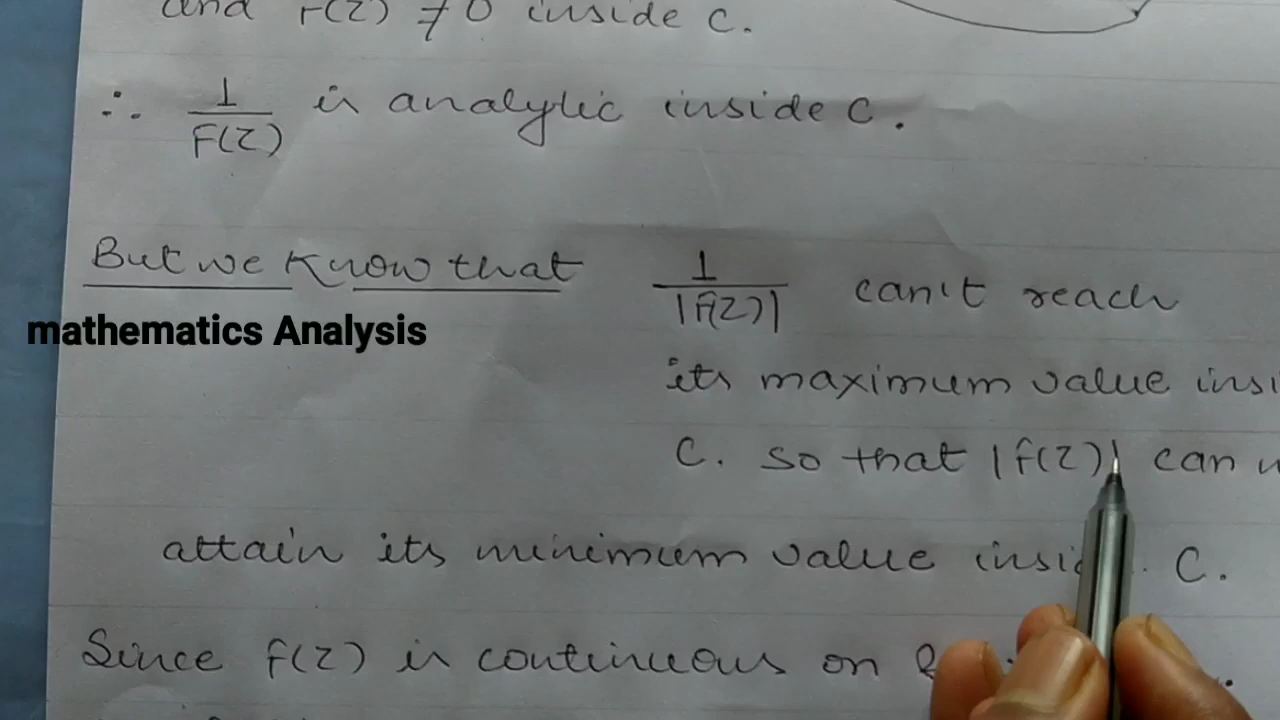 and F(z) ≠ 0 inside C.
∴ 1/F(z) is analytic inside C.
But we know that 1/|f(z)| can't reach
mathematics Analysis
its maximum value insi
C. so that |f(z)| can
attain its minimum value C.
Since f(z) is continuous on